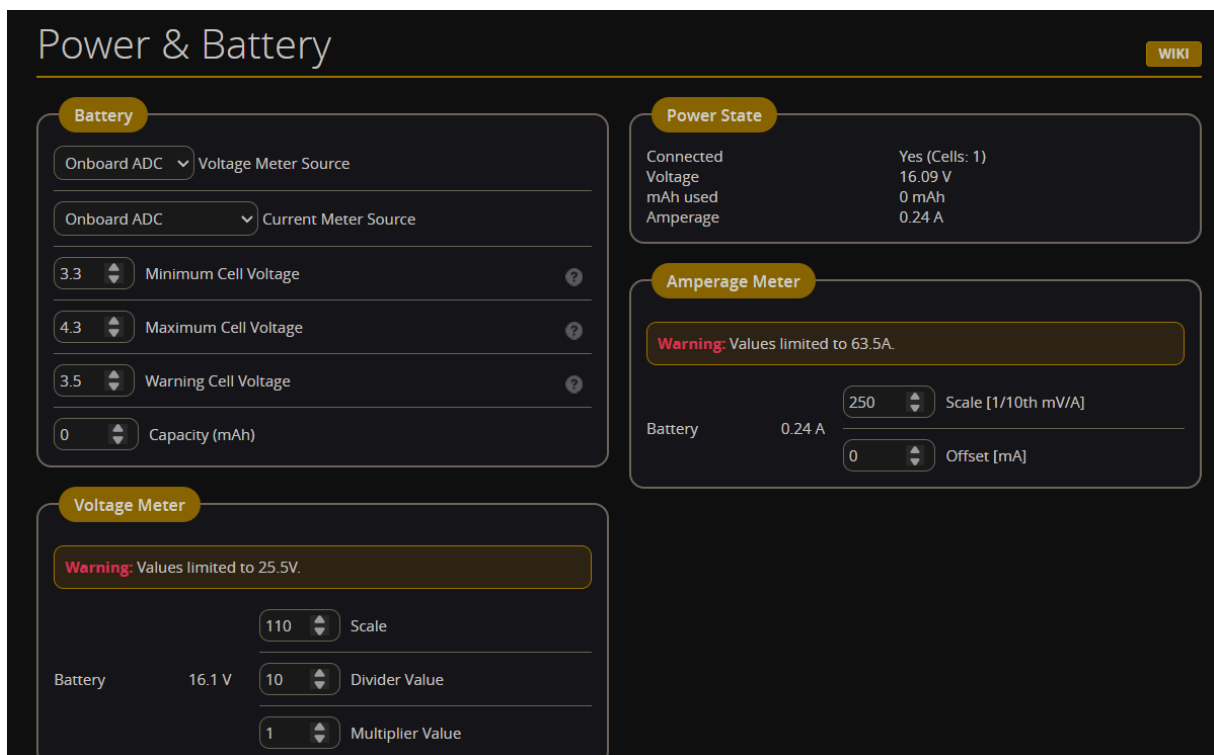 Power & Battery
WIKI
Battery
Onboard ADC Voltage Meter Source
Onboard ADC Current Meter Source
3.3 Minimum Cell Voltage ?
4.3 Maximum Cell Voltage ?
3.5 Warning Cell Voltage ?
0 Capacity (mAh)
Power State
Connected Yes (Cells: 1)
Voltage 16.09 V
mAh used 0 mAh
Amperage 0.24 A
Amperage Meter
Warning: Values limited to 63.5A.
250 Scale [1/10th mV/A]
Battery 0.24 A
0 Offset [mA]
Voltage Meter
Warning: Values limited to 25.5V.
110 Scale
Battery 16.1 V 10 Divider Value
1 Multiplier Value